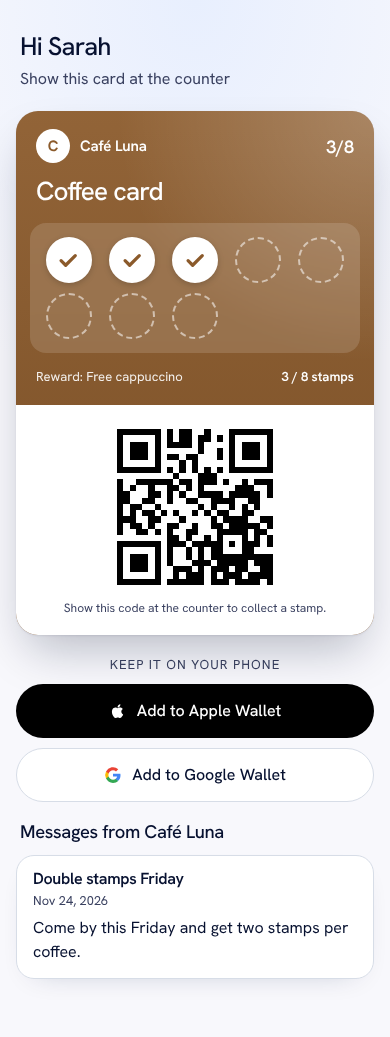 Hi Sarah
Show this card at the counter
C
Café Luna
3/8
Coffee card
Reward: Free cappuccino
3 / 8 stamps
Show this code at the counter to collect a stamp.
KEEP IT ON YOUR PHONE
Add to Apple Wallet
G Add to Google Wallet
Messages from Café Luna
Double stamps Friday
Nov 24, 2026
Come by this Friday and get two stamps per
coffee.